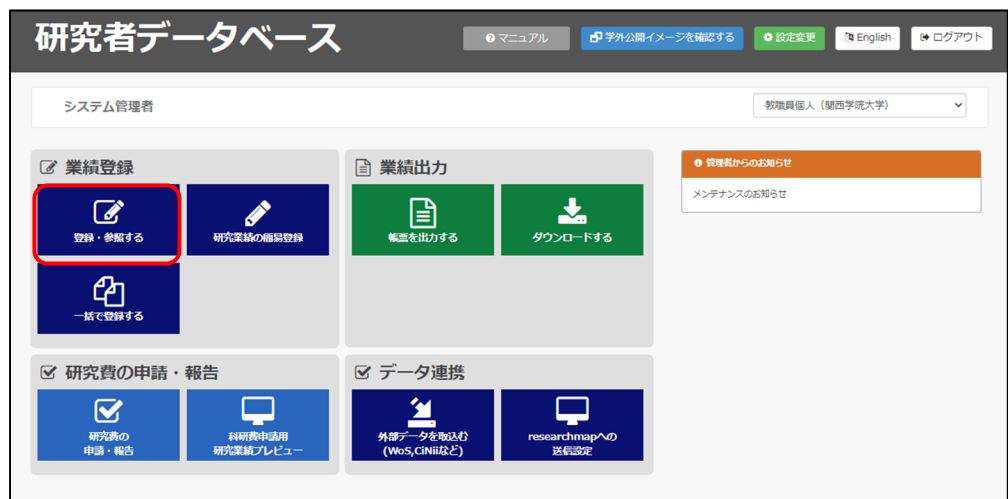 研究者データベース
マニュアル
学外公開イメージを確認する
設定変更
English
ログアウト
システム管理者
教職員個人（関西学院大学）
業績登録
登録・参照する
研究業績の簡易登録
一括で登録する
業績出力
帳票を出力する
ダウンロードする
管理者からのお知らせ
メンテナンスのお知らせ
研究費の申請・報告
研究費の
申請・報告
科研費申請用
研究業績プレビュー
データ連携
外部データを取込む
(WoS,CiNiiなど)
researchmapへの
送信設定